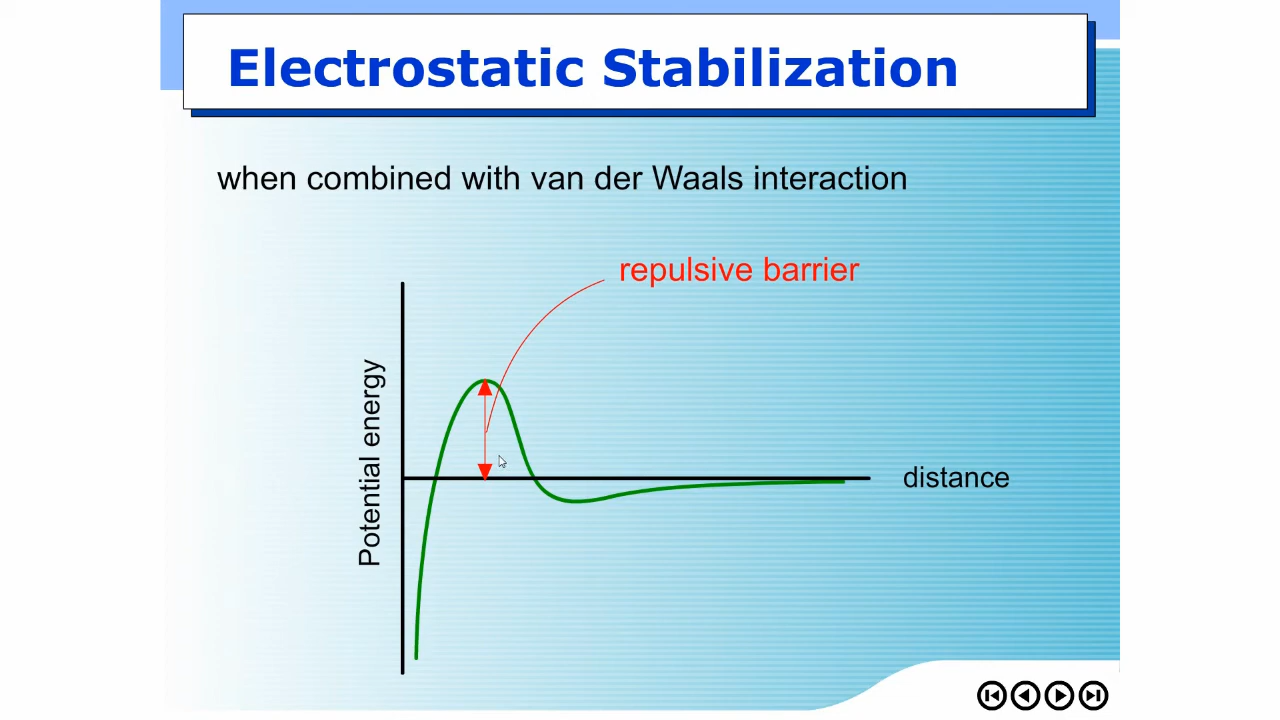 Electrostatic Stabilization
when combined with van der Waals interaction
repulsive barrier
Potential energy
distance